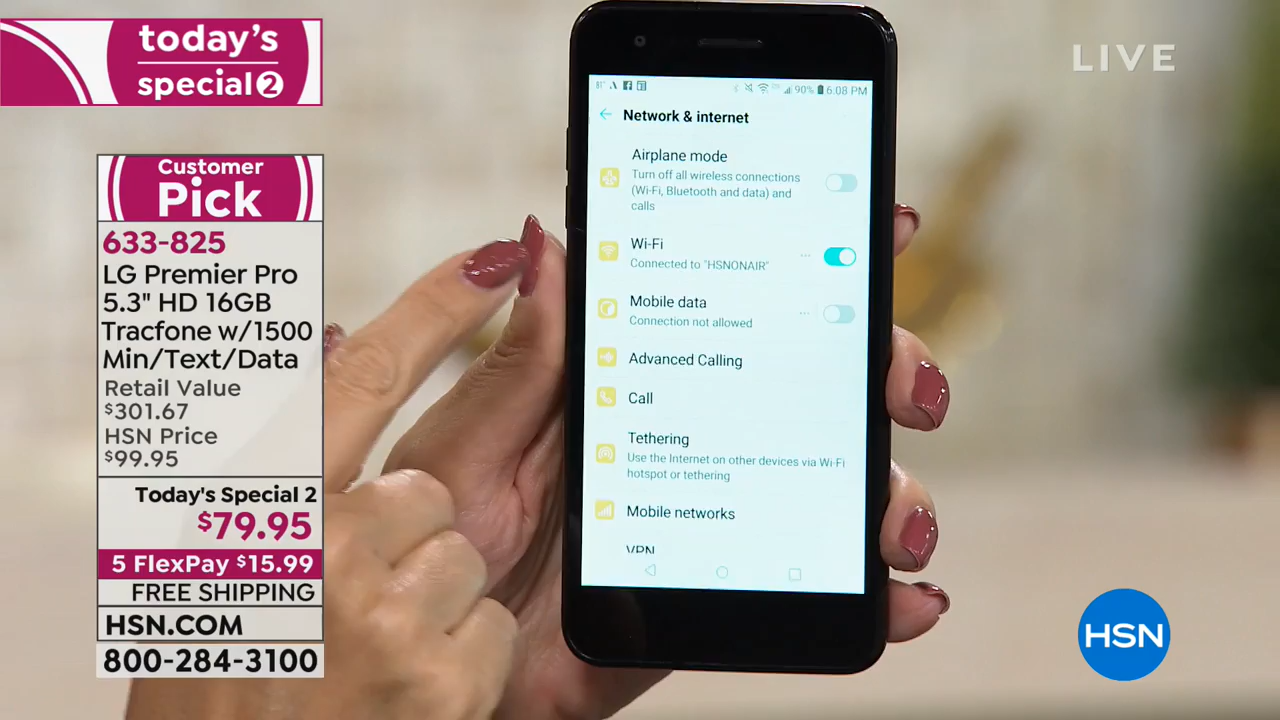 today's
special2
Customer
Pick
633-825
LG Premier Pro
5.3" HD 16GB
Tracfone w/1500
Min/Text/Data
Retail Value
$301.67
HSN Price
$99.95
Today's Special 2
$79.95
5 FlexPay $15.99
FREE SHIPPING
HSN.COM
800-284-3100
90% 6:08 PM
Network & internet
Airplane mode
Turn off all wireless connections
(Wi-Fi, Bluetooth and data) and
calls
Wi-Fi
Connected to "HSNONAIR"
Mobile data
Connection not allowed
Advanced Calling
Call
Tethering
Use the Internet on other devices via Wi-Fi
hotspot or tethering
Mobile networks
VPN
LIVE
HSN